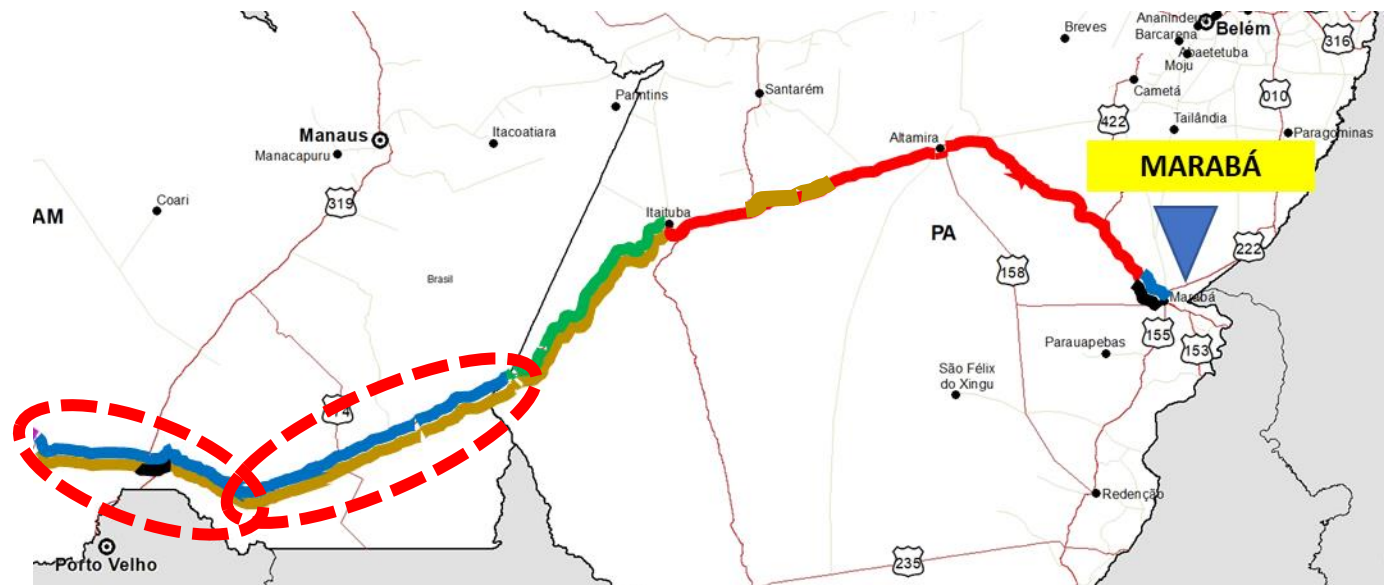 Breves
Ananindeu
Belém
Barcarena
Abaetetuba
Moju
316
Cametá
010
Santarém
Parintins
422
Tailândia
Paragominas
Manaus
Itacoatiara
Altamira
Manacapuru
MARABÁ
Coari
319
AM
Itaituba
PA
222
158
Brasil
Marabá
155
153
Parauapebas
São Félix
do Xingu
Redenção
Porto Velho
235